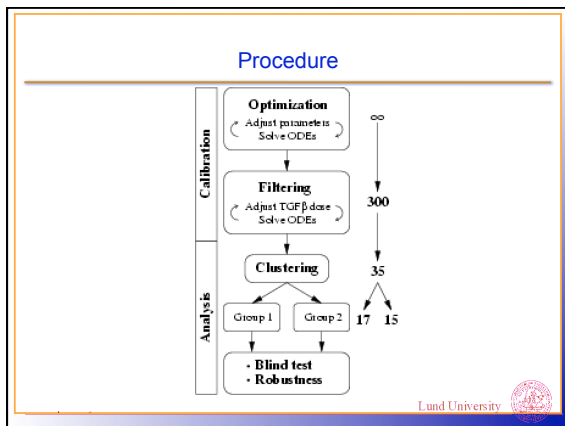 Procedure
Calibration
Optimization
Adjust parameters
Solve ODEs
∞
Filtering
Adjust TGFβ dose
Solve ODEs
300
Analysis
Clustering
35
Group 1
Group 2
17 15
· Blind test
· Robustness
Lund University